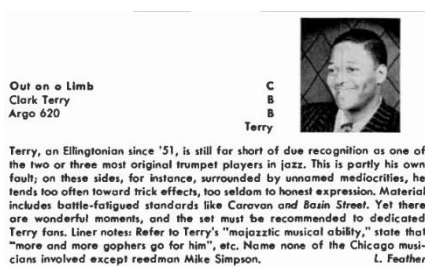 Out on a Limb C
Clark Terry B
Argo 620 B
Terry
Terry, an Ellingtonian since '51, is still far short of due recognition as one of
the two or three most original trumpet players in jazz. This is partly his own
fault; on these sides, for instance, surrounded by unnamed mediocrities, he
tends too often toward trick effects, too seldom to honest expression. Material
includes battle-fatigued standards like Caravan and Basin Street. Yet there
are wonderful moments, and the set must be recommended to dedicated
Terry fans. Liner notes: Refer to Terry's "majazztic musical ability," state that
"more and more gophers go for him", etc. Name none of the Chicago musi-
cians involved except reedman Mike Simpson. L. Feather